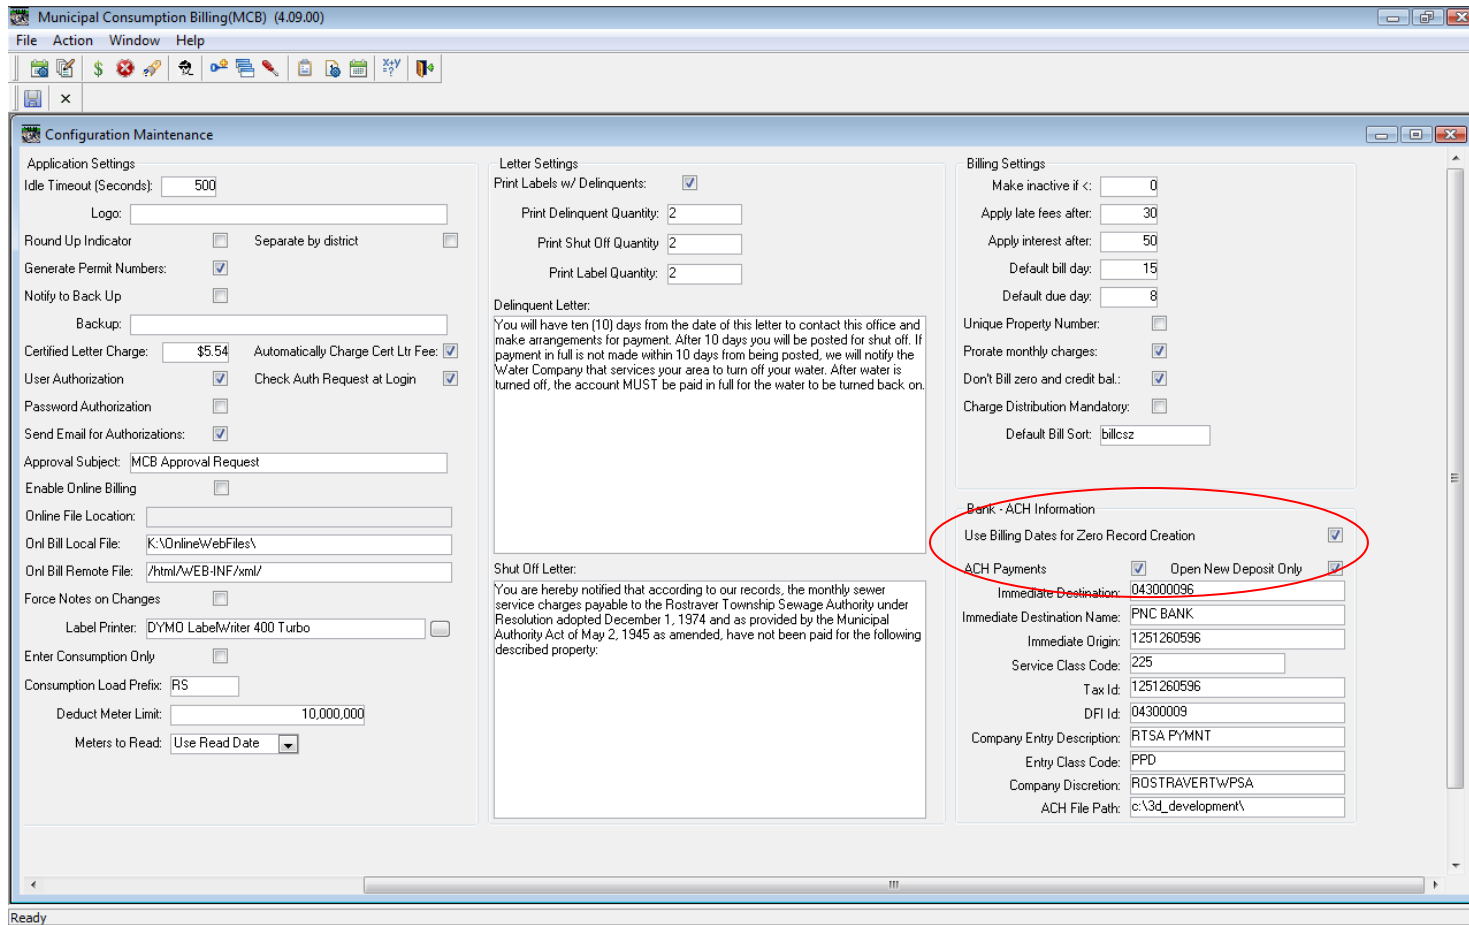 Municipal Consumption Billing(MCB) (4.09.00)
File Action Window Help
Configuration Maintenance
Application Settings
Idle Timeout (Seconds): 500
Logo:
Round Up Indicator Separate by district
Generate Permit Numbers:
Notify to Back Up
Backup:
Certified Letter Charge: $5.54 Automatically Charge Cert Ltr Fee:
User Authorization Check Auth Request at Login
Password Authorization
Send Email for Authorizations:
Approval Subject: MCB Approval Request
Enable Online Billing
Online File Location:
Onl Bill Local File: K:\OnlineWebFiles\
Onl Bill Remote File: /html/WEB-INF/xml/
Force Notes on Changes
Label Printer: DYMO LabelWriter 400 Turbo
Enter Consumption Only
Consumption Load Prefix: RS
Deduct Meter Limit: 10,000,000
Meters to Read: Use Read Date
Letter Settings
Print Labels w/ Delinquents:
Print Delinquent Quantity: 2
Print Shut Off Quantity 2
Print Label Quantity: 2
Delinquent Letter:
You will have ten (10) days from the date of this letter to contact this office and
make arrangements for payment. After 10 days you will be posted for shut off. If
payment in full is not made within 10 days from being posted, we will notify the
Water Company that services your area to turn off your water. After water is
turned off, the account MUST be paid in full for the water to be turned back on.
Shut Off Letter:
You are hereby notified that according to our records, the monthly sewer
service charges payable to the Rostraver Township Sewage Authority under
Resolution adopted December 1, 1974 and as provided by the Municipal
Authority Act of May 2, 1945 as amended, have not been paid for the following
described property:
Billing Settings
Make inactive if <: 0
Apply late fees after: 30
Apply interest after: 50
Default bill day: 15
Default due day: 8
Unique Property Number:
Prorate monthly charges:
Don't Bill zero and credit bal.:
Charge Distribution Mandatory:
Default Bill Sort: billcsz
Bank - ACH Information
Use Billing Dates for Zero Record Creation
ACH Payments Open New Deposit Only
Immediate Destination: 043000096
Immediate Destination Name: PNC BANK
Immediate Origin: 1251260596
Service Class Code: 225
Tax Id: 1251260596
DFI Id: 04300009
Company Entry Description: RTSA PYMNT
Entry Class Code: PPD
Company Discretion: ROSTRAVERTWPSA
ACH File Path: c:\3d_development\
Ready